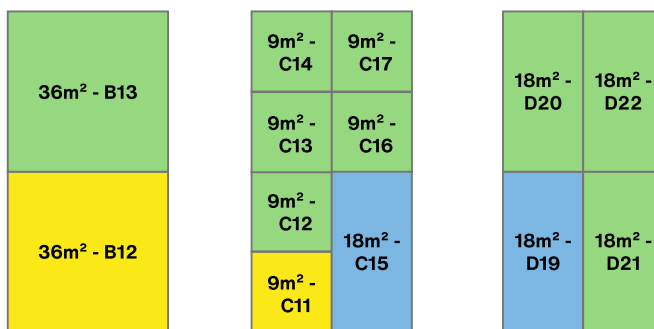 36m² - B13
36m² - B12
9m² -
C14
9m² -
C17
9m² -
C13
9m² -
C16
9m² -
C12
18m² -
C15
9m² -
C11
18m² -
D20
18m² -
D22
18m² -
D19
18m² -
D21